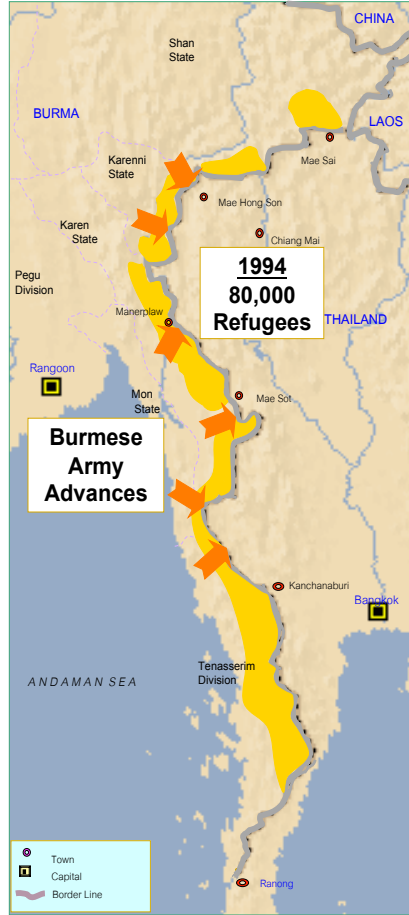 CHINA
Shan
State
BURMA
LAOS
Mae Sai
Karenni
State
Mae Hong Son
Karen
State
Chiang Mai
1994
80,000
Refugees
Pegu
Division
Manerplaw
THAILAND
Rangoon
Mon
State
Mae Sot
Burmese
Army
Advances
Kanchanaburi
Bangkok
Tenasserim
Division
ANDAMAN SEA
Town
Capital
Border Line
Ranong